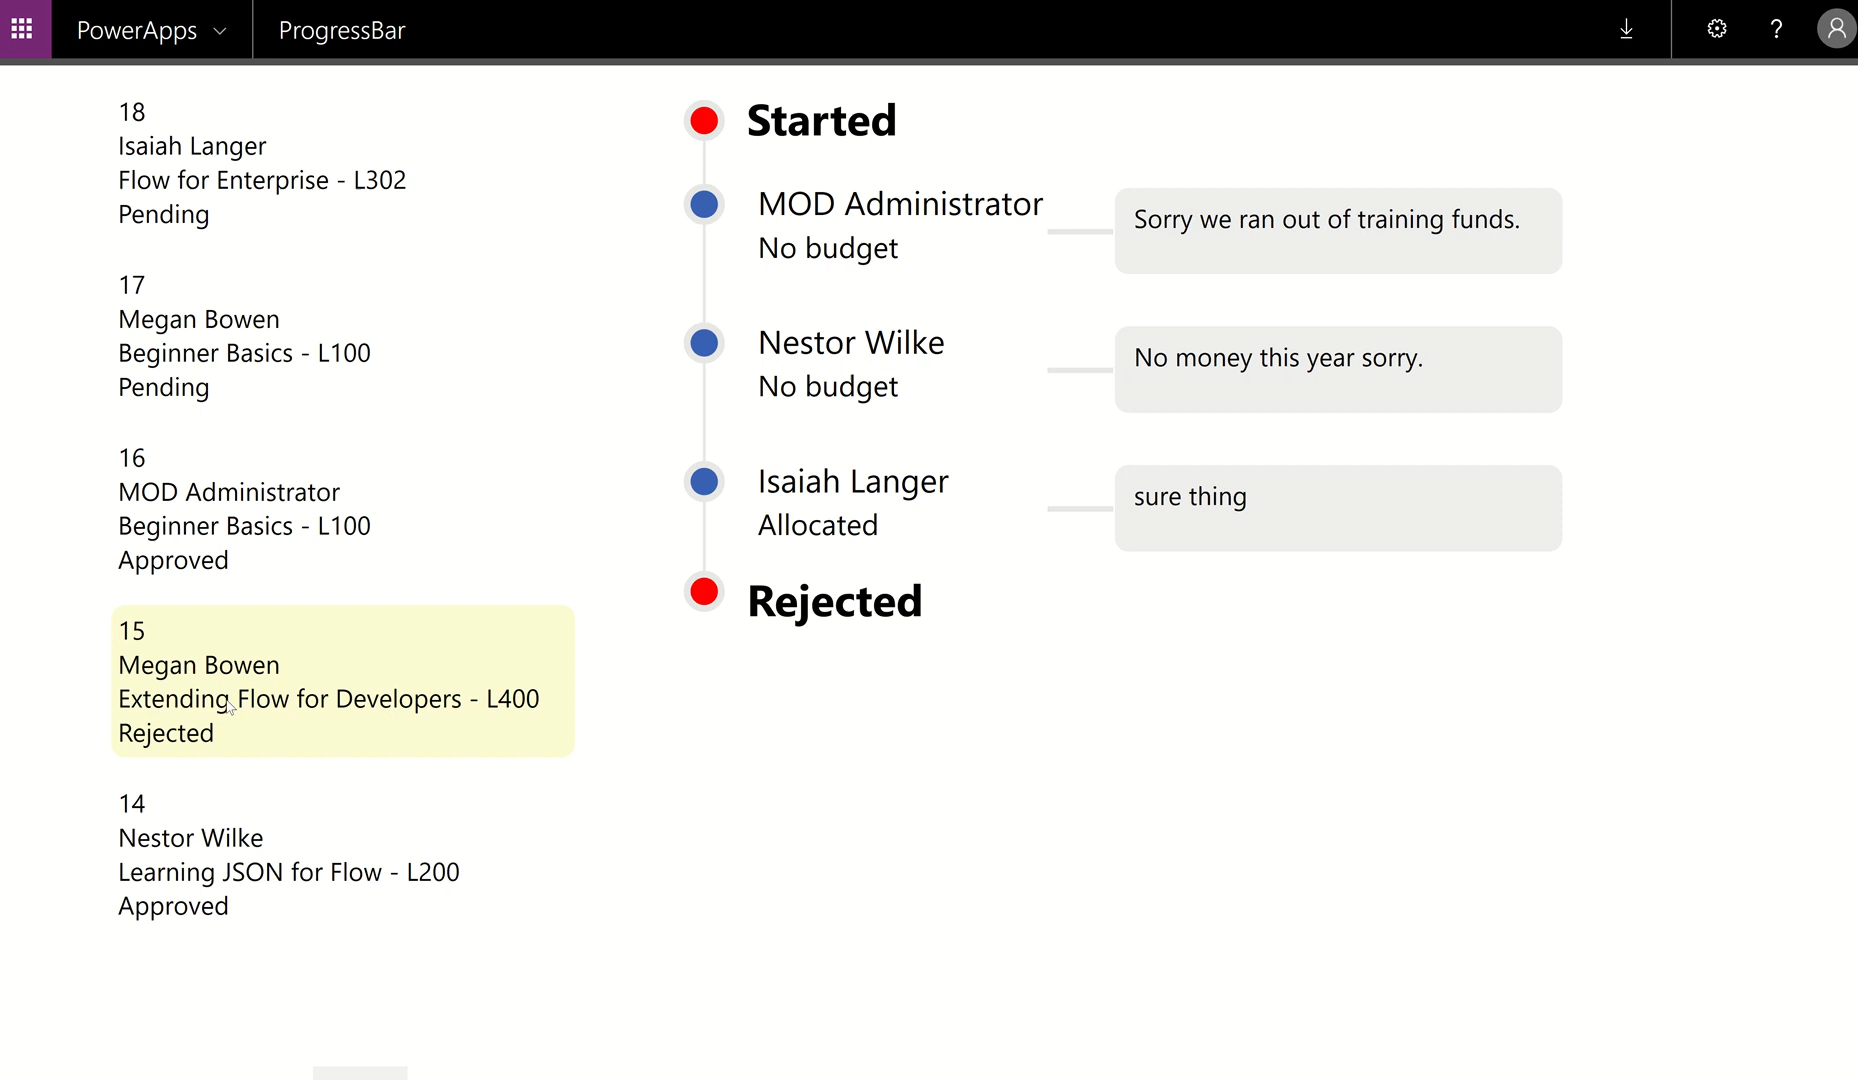 PowerApps
ProgressBar
?
18
Isaiah Langer
Flow for Enterprise - L302
Pending
17
Megan Bowen
Beginner Basics - L100
Pending
16
MOD Administrator
Beginner Basics - L100
Approved
15
Megan Bowen
Extending Flow for Developers - L400
Rejected
14
Nestor Wilke
Learning JSON for Flow - L200
Approved
Started
MOD Administrator
No budget
Sorry we ran out of training funds.
Nestor Wilke
No budget
No money this year sorry.
Isaiah Langer
Allocated
sure thing
Rejected